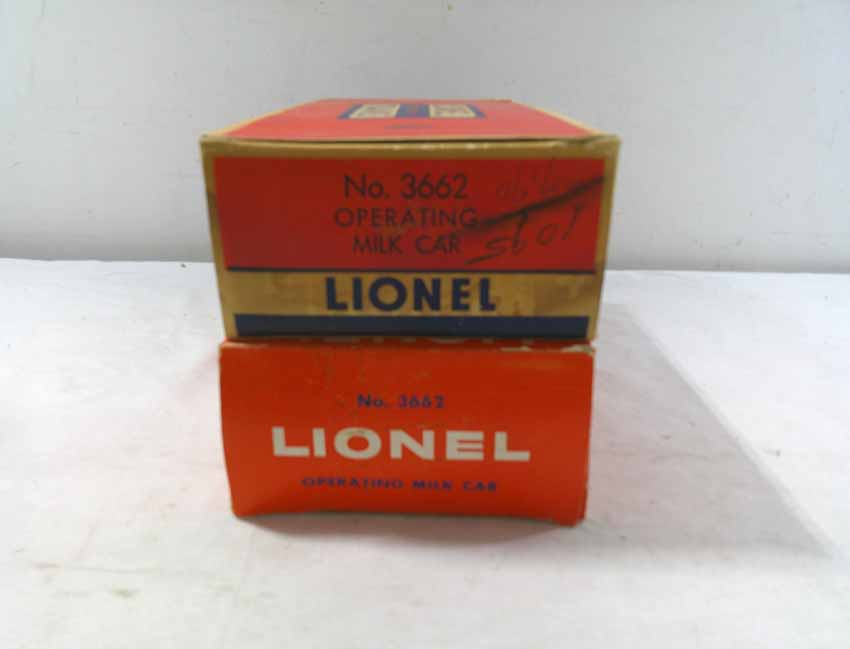 No. 3662
OPERATING
MILK CAR
LIONEL
No. 3662
LIONEL
OPERATING MILK CAR